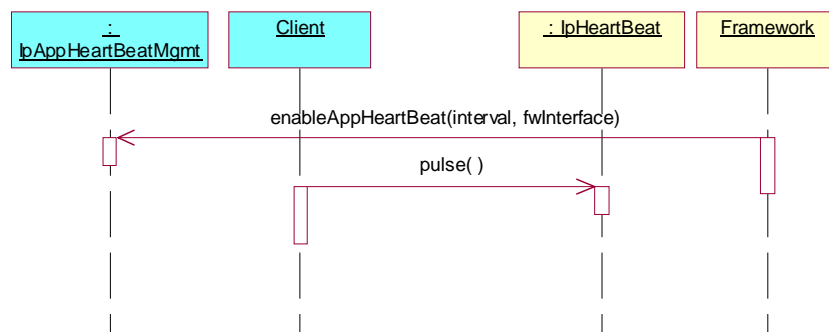 :
IpAppHeartBeatMgmt
Client
: IpHeartBeat
Framework
enableAppHeartBeat(interval, fwInterface)
pulse( )